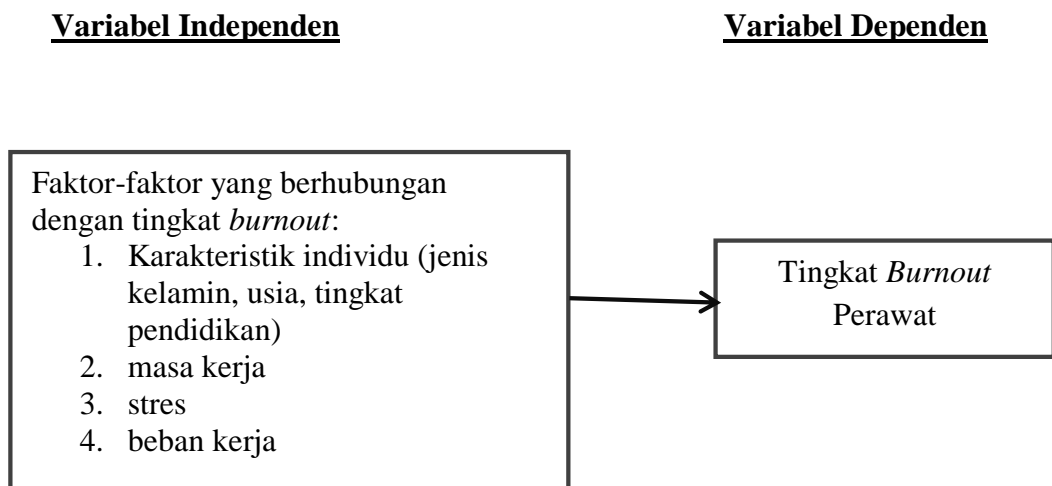 Variabel Independen
Variabel Dependen
Faktor-faktor yang berhubungan
dengan tingkat burnout:
1. Karakteristik individu (jenis
kelamin, usia, tingkat
pendidikan)
2. masa kerja
3. stres
4. beban kerja
Tingkat Burnout
Perawat